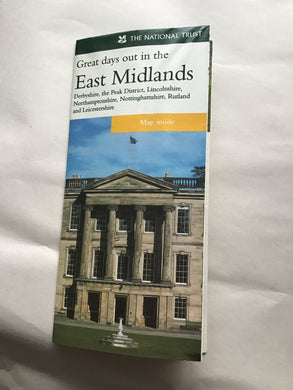 THE NATIONAL TRUST
Great days out in the
East Midlands
Derbyshire, the Peak District, Lincolnshire,
Northamptonshire, Nottinghamshire, Rutland
and Leicestershire
Map inside